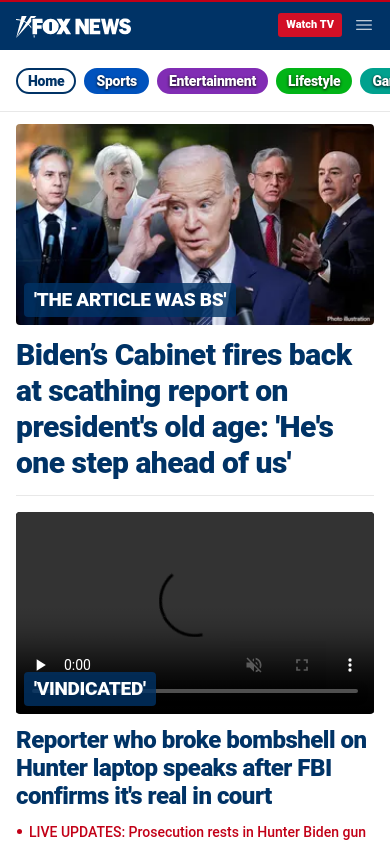 FOX NEWS
Watch TV
Home
Sports
Entertainment
Lifestyle
Ga
'THE ARTICLE WAS BS'
Photo illustration
Biden’s Cabinet fires back
at scathing report on
president's old age: 'He's
one step ahead of us'
0:00
'VINDICATED'
Reporter who broke bombshell on
Hunter laptop speaks after FBI
confirms it's real in court
LIVE UPDATES: Prosecution rests in Hunter Biden gun